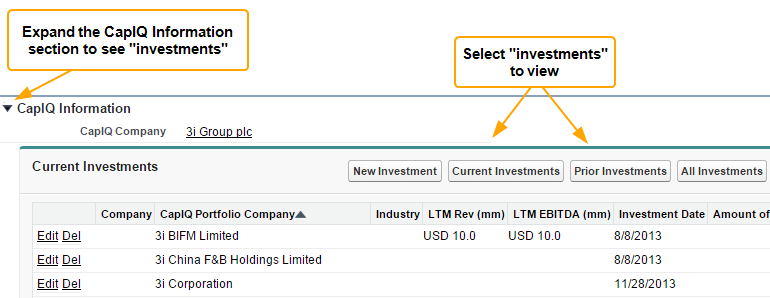 Expand the CapIQ Information
section to see "investments"
Select "investments"
to view
CapIQ Information
CapIQ Company 3i Group plc
Current Investments New Investment Current Investments Prior Investments All Investments
Company CapIQ Portfolio Company Industry LTM Rev (mm) LTM EBITDA (mm) Investment Date Amount of
Edit Del 3i BIFM Limited USD 10.0 USD 10.0 8/8/2013
Edit Del 3i China F&B Holdings Limited 8/8/2013
Edit Del 3i Corporation 11/28/2013